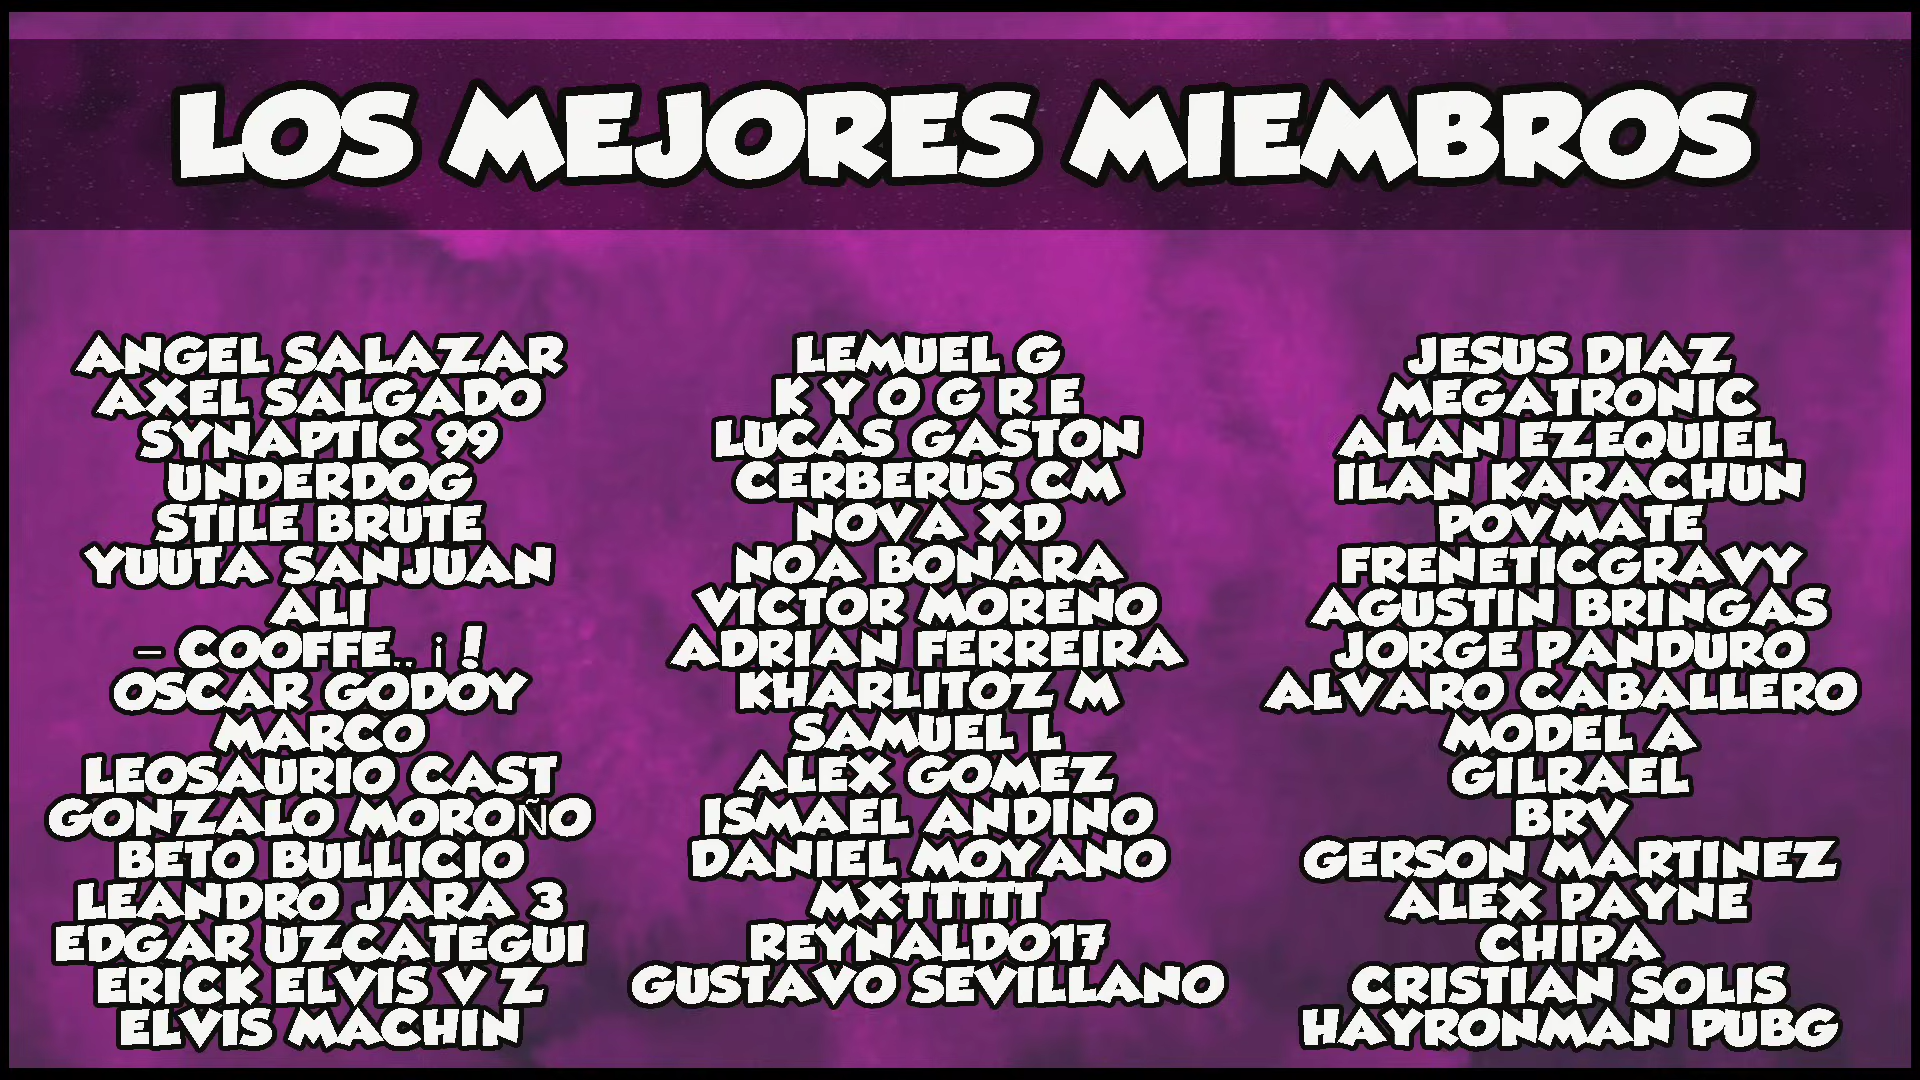 LOS MEJORES MIEMBROS
ANGEL SALAZAR
AXEL SALGADO
SYNAPTIC 99
UNDERDOG
STILE BRUTE
YUUTA SANJUAN
ALI
– COOFFE.. ¡ !
OSCAR GODOY
MARCO
LEOSAURIO CAST
GONZALO MOROÑO
BETO BULLICIO
LEANDRO JARA 3
EDGAR UZCATEGUI
ERICK ELVIS V Z
ELVIS MACHIN
LEMUEL G
K Y O G R E
LUCAS GASTON
CERBERUS CM
NOVA XD
NOA BONARA
VICTOR MORENO
ADRIAN FERREIRA
KHARLITOZ M
SAMUEL L
ALEX GOMEZ
ISMAEL ANDINO
DANIEL MOYANO
MXTTTTT
REYNALDO17
GUSTAVO SEVILLANO
JESUS DIAZ
MEGATRONIC
ALAN EZEQUIEL
ILAN KARACHUN
POVMATE
FRENETICGRAVY
AGUSTIN BRINGAS
JORGE PANDURO
ALVARO CABALLERO
MODEL A
GILRAEL
BRV
GERSON MARTINEZ
ALEX PAYNE
CHIPA
CRISTIAN SOLIS
HAYRONMAN PUBG